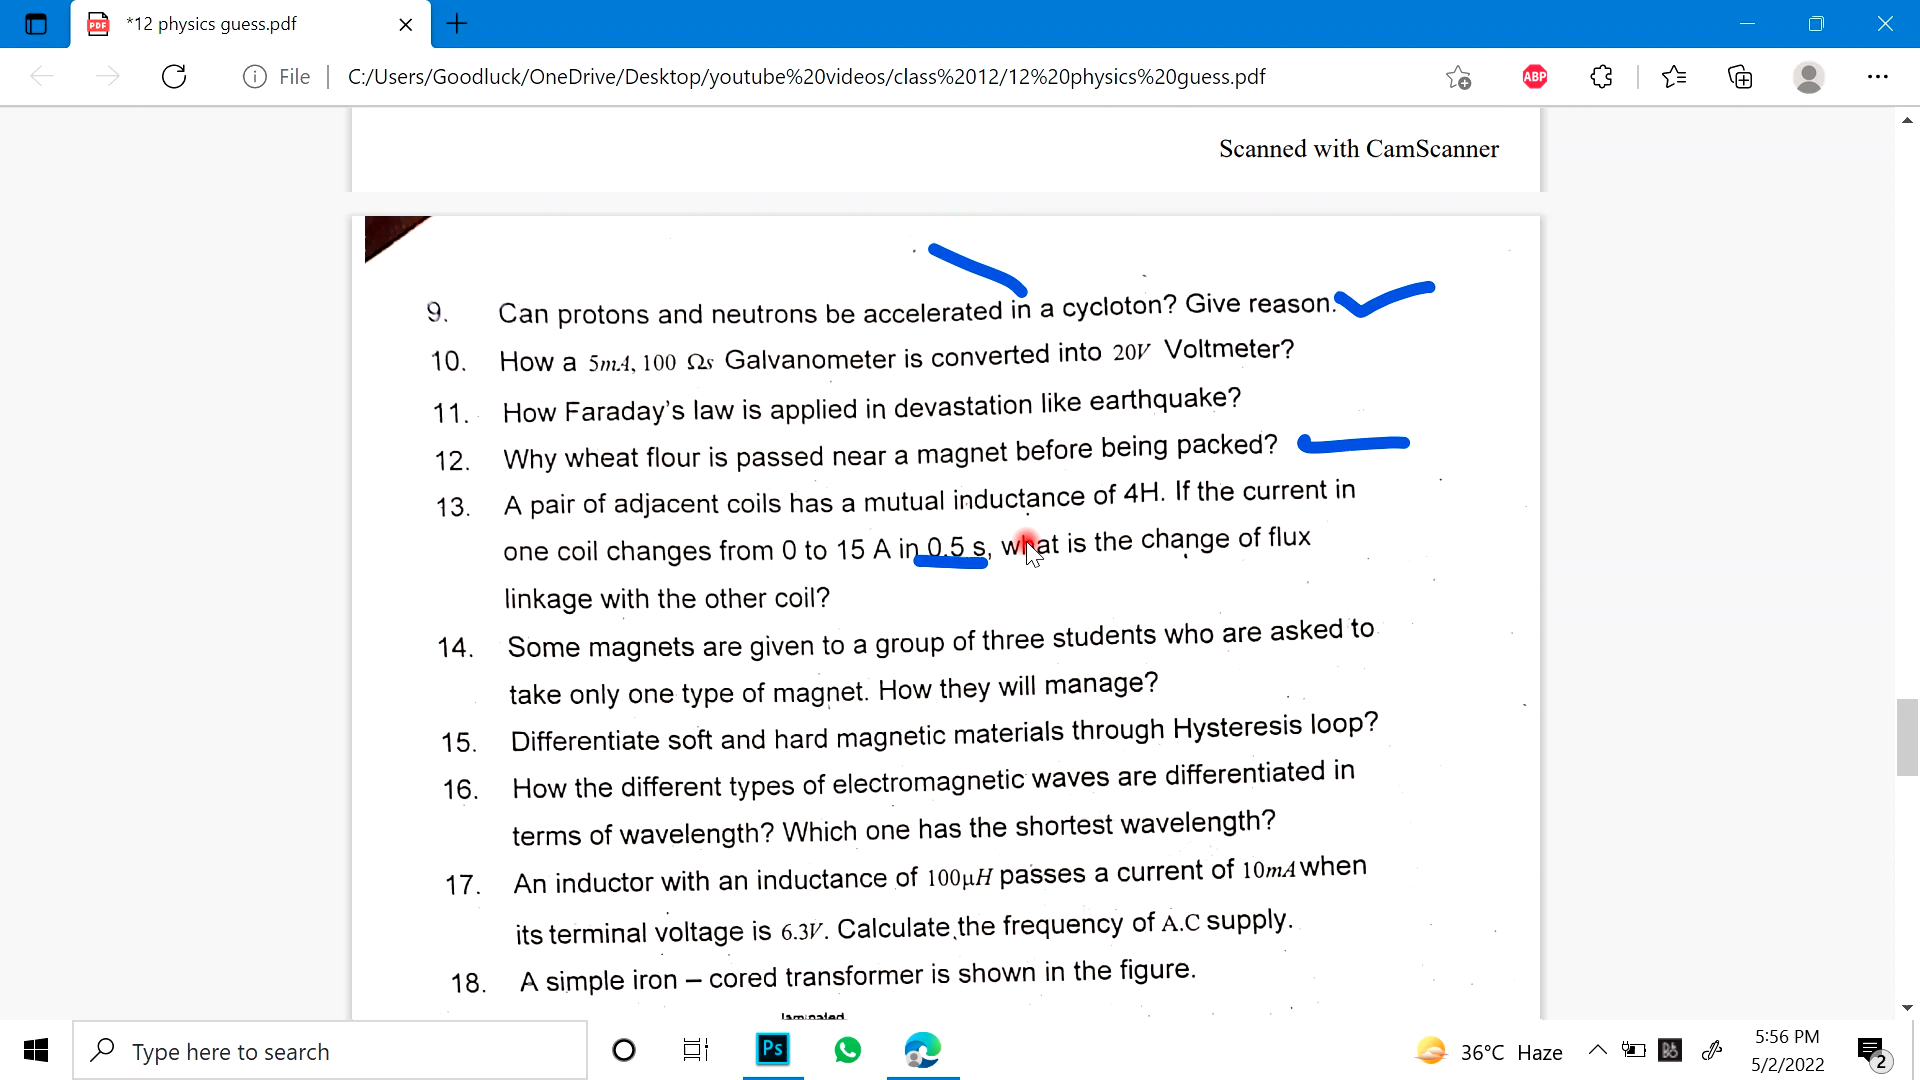 *12 physics guess.pdf
File
C:/Users/Goodluck/OneDrive/Desktop/youtube%20videos/class%2012/12%20physics%20guess.pdf
ABP
Scanned with CamScanner
9. Can protons and neutrons be accelerated in a cycloton? Give reason.
10. How a 5mA, 100 Ωs Galvanometer is converted into 20V Voltmeter?
11. How Faraday's law is applied in devastation like earthquake?
12. Why wheat flour is passed near a magnet before being packed?
13. A pair of adjacent coils has a mutual inductance of 4H. If the current in
one coil changes from 0 to 15 A in 0.5 s, what is the change of flux
linkage with the other coil?
14. Some magnets are given to a group of three students who are asked to
take only one type of magnet. How they will manage?
15. Differentiate soft and hard magnetic materials through Hysteresis loop?
16. How the different types of electromagnetic waves are differentiated in
terms of wavelength? Which one has the shortest wavelength?
17. An inductor with an inductance of 100µH passes a current of 10mA when
its terminal voltage is 6.3V. Calculate the frequency of A.C supply.
18. A simple iron – cored transformer is shown in the figure.
laminated
Type here to search
Ps
36°C Haze
5:56 PM
5/2/2022
2